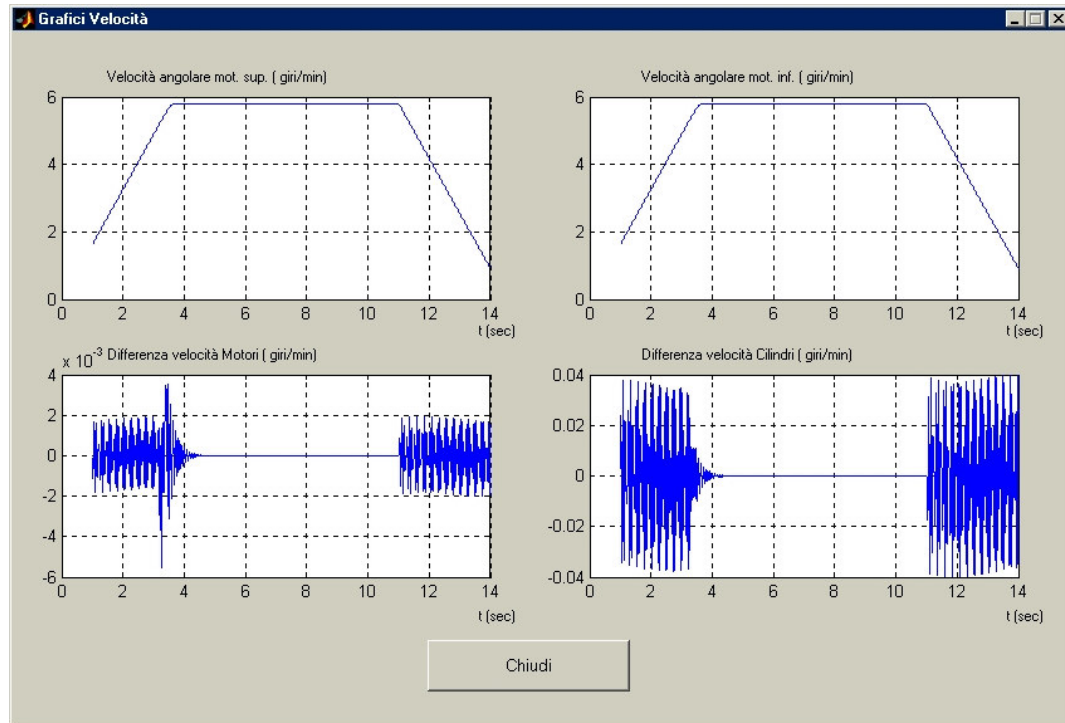 Grafici Velocità
Velocità angolare mot. sup. ( giri/min)
6
4
2
0
0 2 4 6 8 10 12 14
t (sec)
Velocità angolare mot. inf. ( giri/min)
6
4
2
0
0 2 4 6 8 10 12 14
t (sec)
x 10⁻³ Differenza velocità Motori ( giri/min)
4
2
0
-2
-4
-6
0 2 4 6 8 10 12 14
t (sec)
Differenza velocità Cilindri ( giri/min)
0.04
0.02
0
-0.02
-0.04
0 2 4 6 8 10 12 14
t (sec)
Chiudi